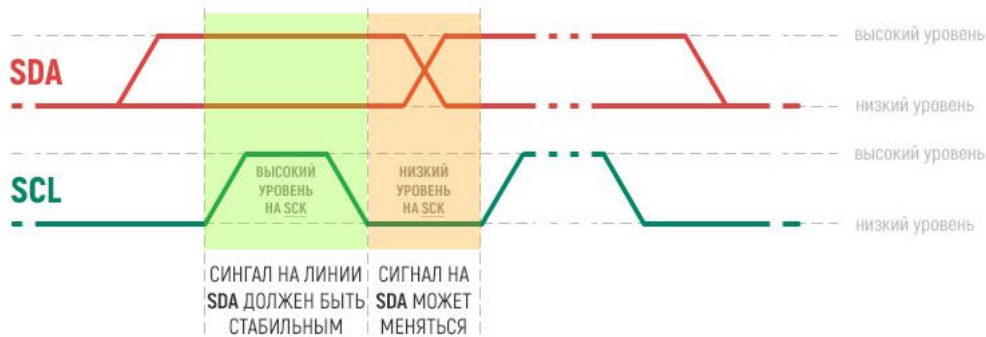 высокий уровень
SDA
низкий уровень
высокий уровень
ВЫСОКИЙ
УРОВЕНЬ
НА SCK
НИЗКИЙ
УРОВЕНЬ
НА SCK
SCL
низкий уровень
СИНГАЛ НА ЛИНИИ
SDA ДОЛЖЕН БЫТЬ
СТАБИЛЬНЫМ
СИГНАЛ НА
SDA МОЖЕТ
МЕНЯТЬСЯ